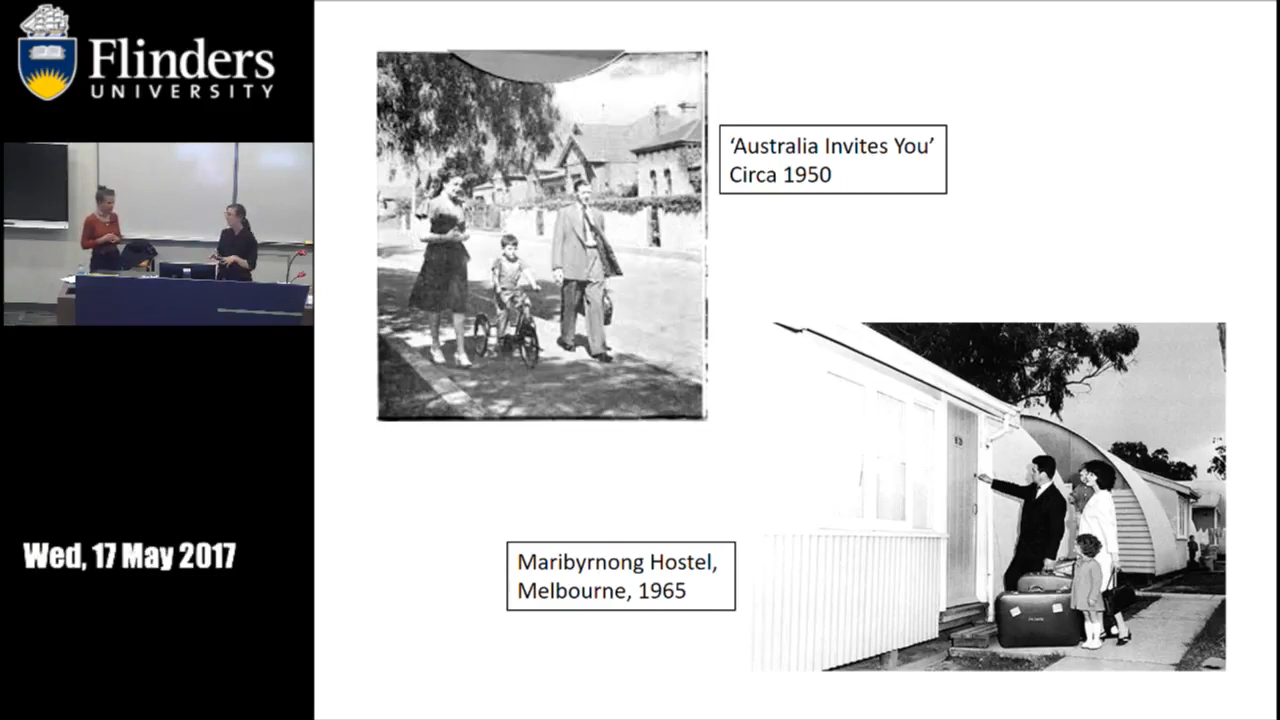 Flinders
UNIVERSITY
‘Australia Invites You’
Circa 1950
Maribyrnong Hostel,
Melbourne, 1965
Wed, 17 May 2017